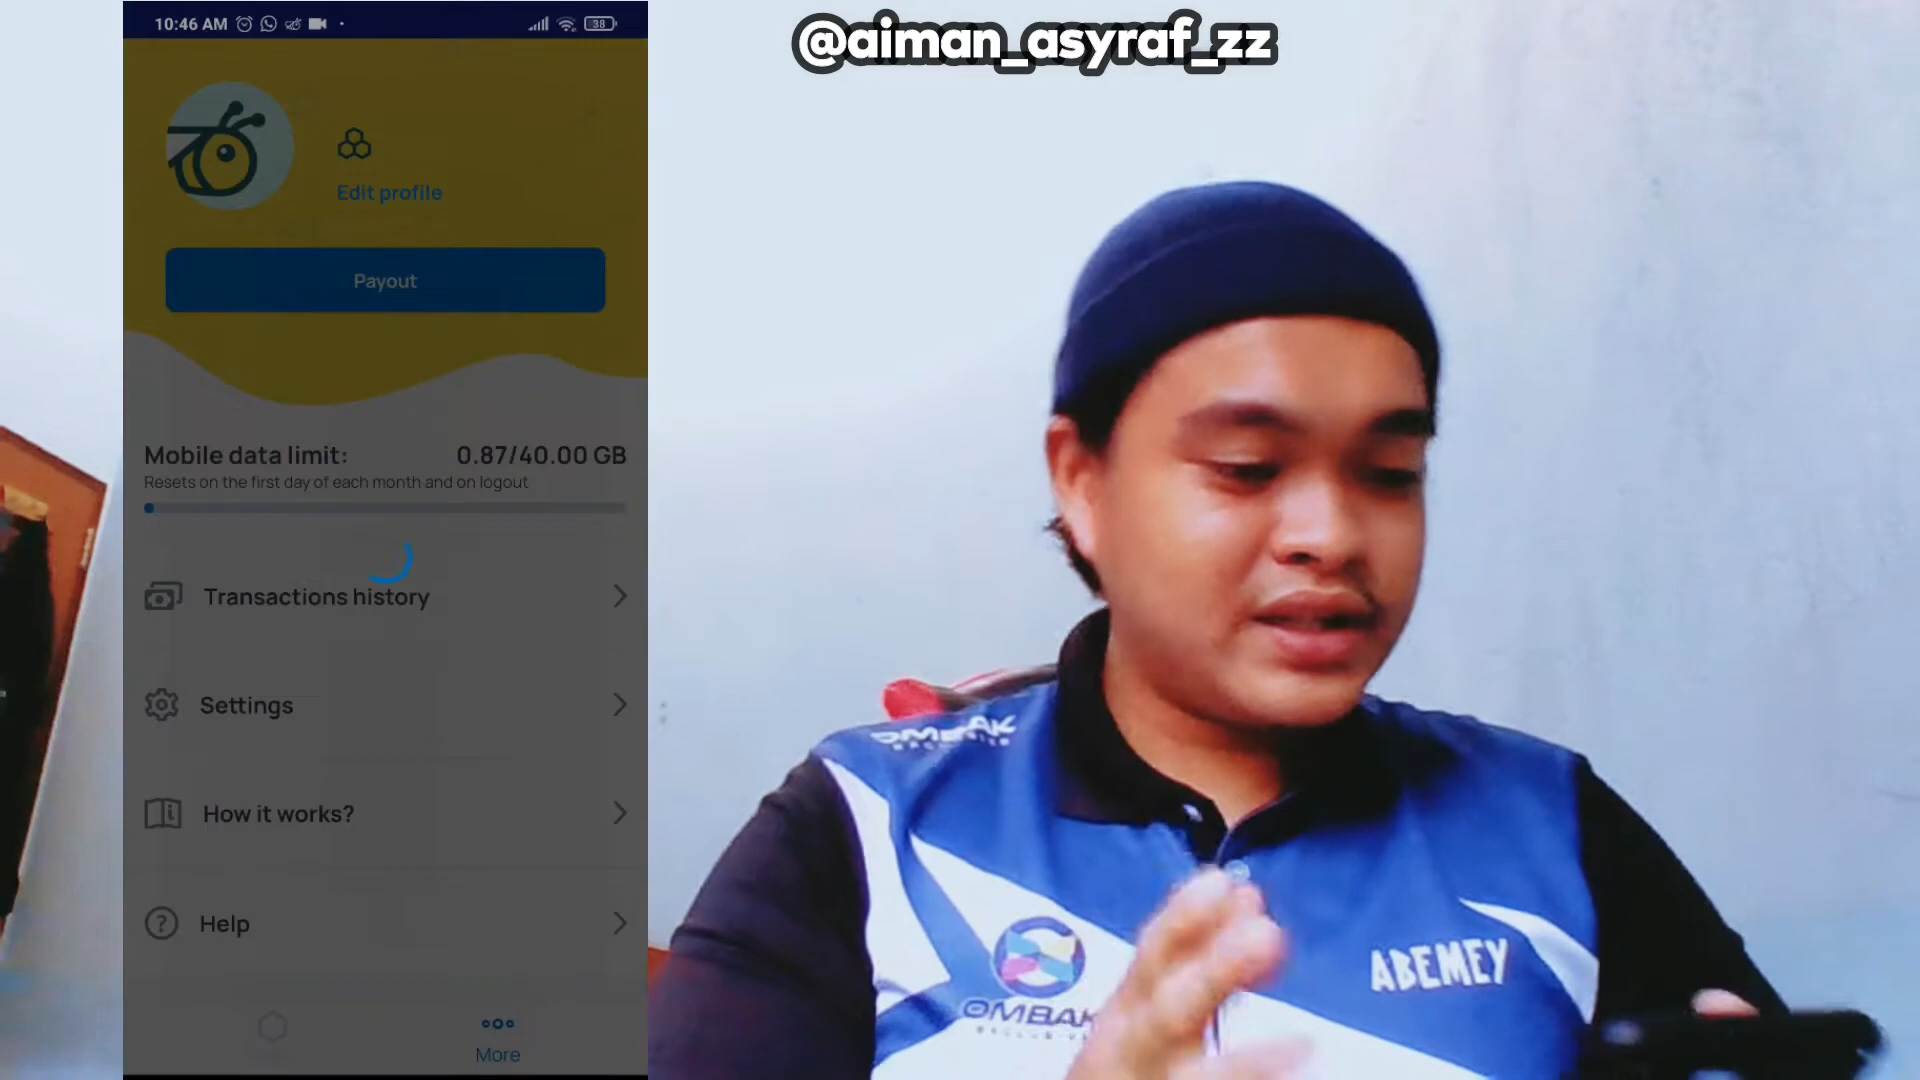 @aiman_asyraf_zz
10:46 AM
38
Edit profile
Payout
Mobile data limit: 0.87/40.00 GB
Resets on the first day of each month and on logout
Transactions history
Settings
How it works?
Help
More
OMBAK
ABEMEY
OMBAK